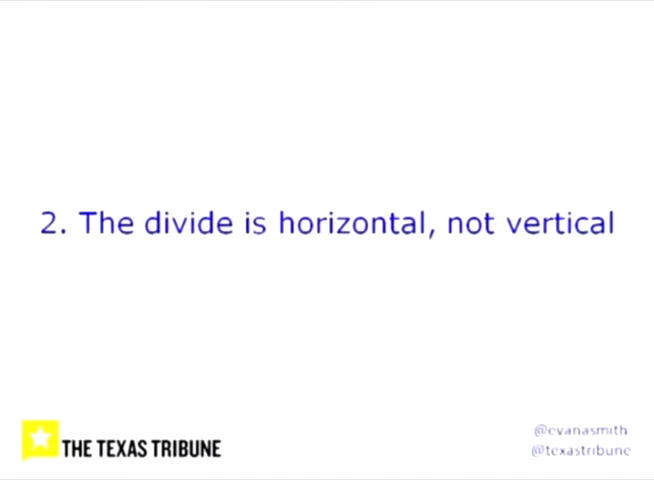 2. The divide is horizontal, not vertical
THE TEXAS TRIBUNE
@evanasmith
@texastribune